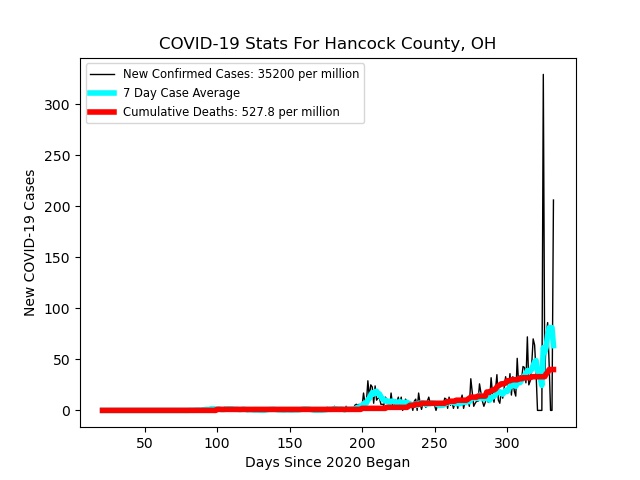 COVID-19 Stats For Hancock County, OH
New Confirmed Cases: 35200 per million
7 Day Case Average
Cumulative Deaths: 527.8 per million
New COVID-19 Cases
300
250
200
150
100
50
0
50 100 150 200 250 300
Days Since 2020 Began